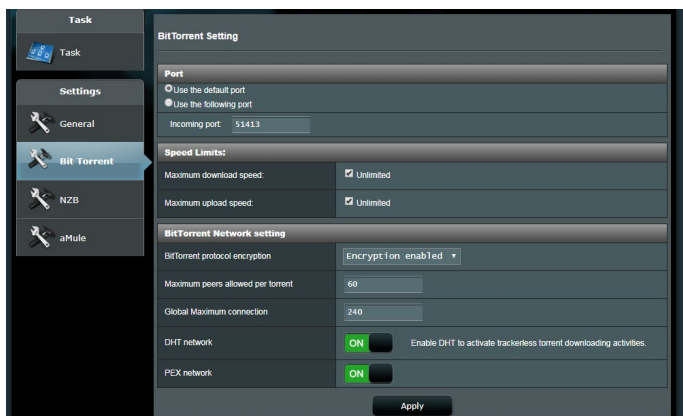 Task
Task
Settings
General
Bit Torrent
NZB
aMule
BitTorrent Setting
Port
Use the default port
Use the following port
Incoming port: 51413
Speed Limits:
Maximum download speed: Unlimited
Maximum upload speed: Unlimited
BitTorrent Network setting
BitTorrent protocol encryption Encryption enabled
Maximum peers allowed per torrent 60
Global Maximum connection 240
DHT network ON Enable DHT to activate trackerless torrent downloading activities.
PEX network ON
Apply